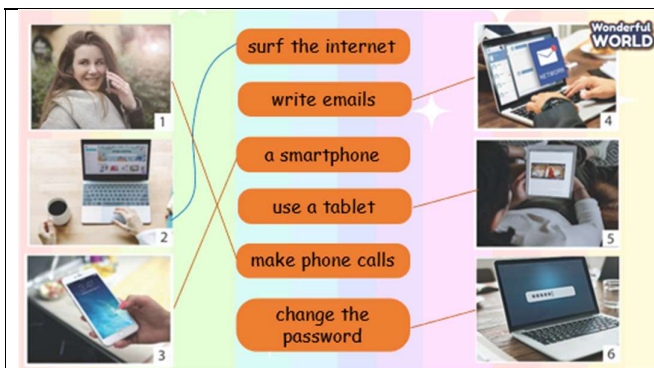 surf the internet
Wonderful
WORLD
write emails
NETWORK
1
4
a smartphone
use a tablet
2
5
make phone calls
change the
password
3
6